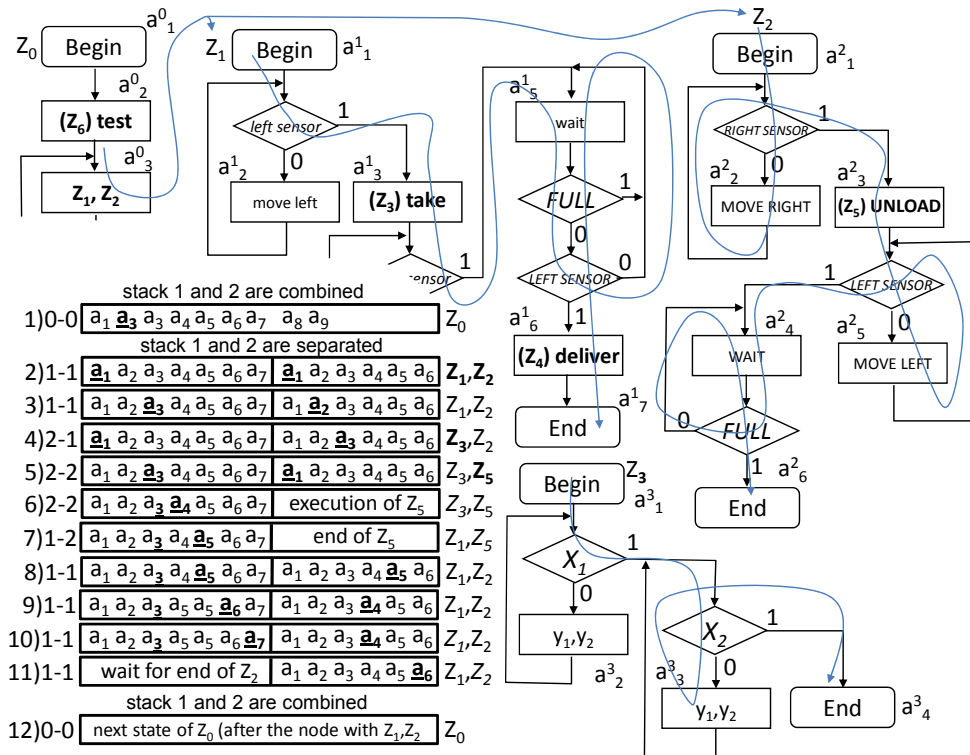 Z0 Begin a01
a02
(Z6) test
a03
Z1, Z2
Z1 Begin a11
left sensor
1
0
a12
move left
a13
(Z3) take
sensor
1
a15
wait
FULL
1
0
LEFT SENSOR
0
1
a16
(Z4) deliver
a17
End
Z2
Begin
a21
RIGHT SENSOR
1
0
a22
MOVE RIGHT
a23
(Z5) UNLOAD
LEFT SENSOR
1
0
a24
WAIT
a25
MOVE LEFT
0
FULL
1
a26
End
stack 1 and 2 are combined
1)0-0 a1 a3 a3 a4 a5 a6 a7 a8 a9 Z0
stack 1 and 2 are separated
2)1-1 a1 a2 a3 a4 a5 a6 a7 a1 a2 a3 a4 a5 a6 Z1,Z2
3)1-1 a1 a2 a3 a4 a5 a6 a7 a1 a2 a3 a4 a5 a6 Z1,Z2
4)2-1 a1 a2 a3 a4 a5 a6 a7 a1 a2 a3 a4 a5 a6 Z3,Z2
5)2-2 a1 a2 a3 a4 a5 a6 a7 a1 a2 a3 a4 a5 a6 Z3,Z5
6)2-2 a1 a2 a3 a4 a5 a6 a7 execution of Z5 Z3,Z5
7)1-2 a1 a2 a3 a4 a5 a6 a7 end of Z5 Z1,Z5
8)1-1 a1 a2 a3 a4 a5 a6 a7 a1 a2 a3 a4 a5 a6 Z1,Z2
9)1-1 a1 a2 a3 a5 a5 a6 a7 a1 a2 a3 a4 a5 a6 Z1,Z2
10)1-1 a1 a2 a3 a5 a5 a6 a7 a1 a2 a3 a4 a5 a6 Z1,Z2
11)1-1 wait for end of Z2 a1 a2 a3 a4 a5 a6 Z1,Z2
stack 1 and 2 are combined
12)0-0 next state of Z0 (after the node with Z1,Z2 Z0
Begin Z3
a31
X1
1
0
y1,y2
a32
X2
1
0
a33
y1,y2
End
a34